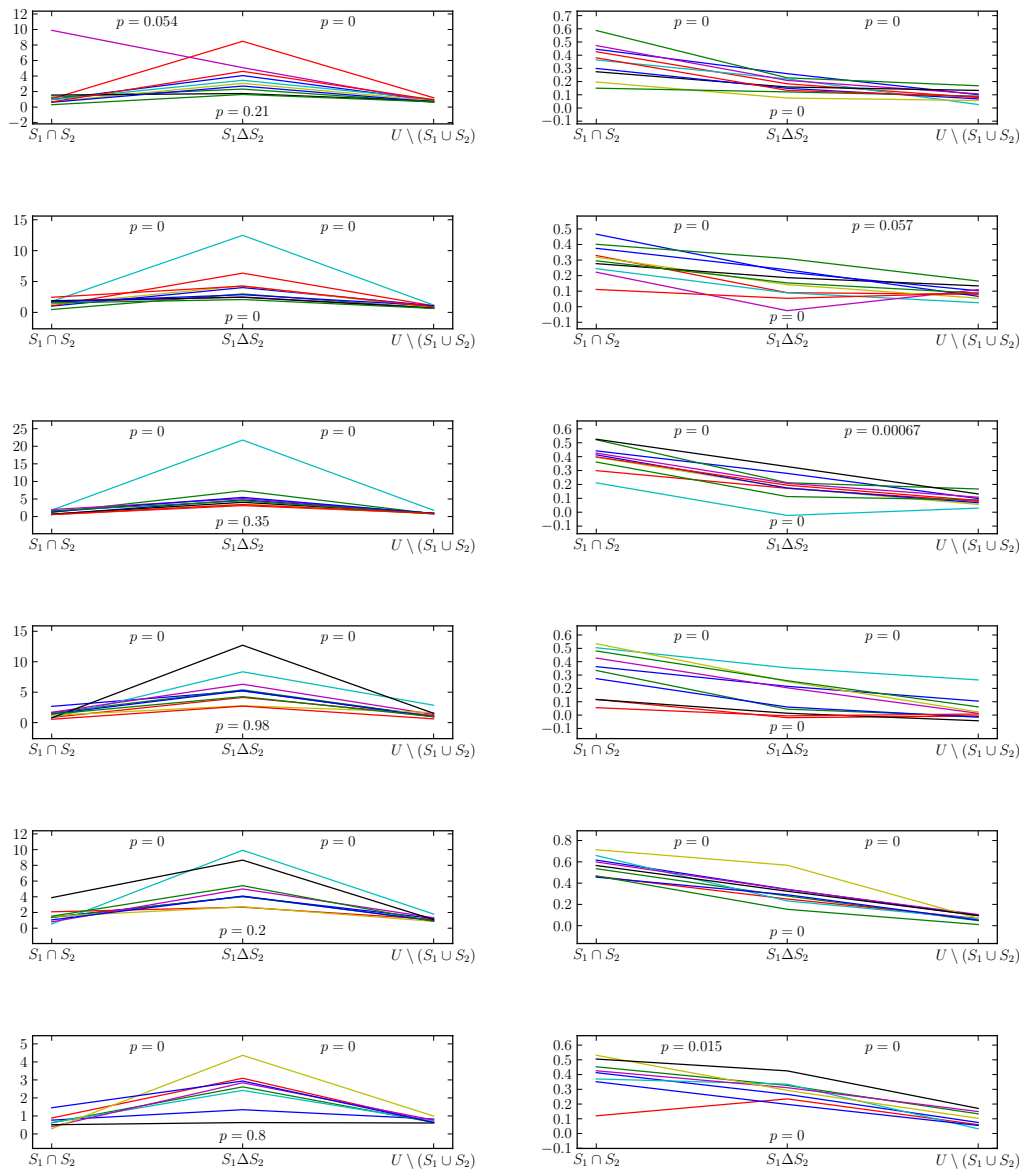 12 p = 0.054 p = 0
10
8
6
4
2
0
−2 p = 0.21
S₁ ∩ S₂ S₁ΔS₂ U \ (S₁ ∪ S₂)
0.7 p = 0 p = 0
0.6
0.5
0.4
0.3
0.2
0.1
0.0
−0.1 p = 0
S₁ ∩ S₂ S₁ΔS₂ U \ (S₁ ∪ S₂)
15 p = 0 p = 0
10
5
0 p = 0
S₁ ∩ S₂ S₁ΔS₂ U \ (S₁ ∪ S₂)
0.5 p = 0 p = 0.057
0.4
0.3
0.2
0.1
0.0
−0.1 p = 0
S₁ ∩ S₂ S₁ΔS₂ U \ (S₁ ∪ S₂)
25 p = 0 p = 0
20
15
10
5
0 p = 0.35
S₁ ∩ S₂ S₁ΔS₂ U \ (S₁ ∪ S₂)
0.6 p = 0 p = 0.00067
0.5
0.4
0.3
0.2
0.1
0.0
−0.1 p = 0
S₁ ∩ S₂ S₁ΔS₂ U \ (S₁ ∪ S₂)
15 p = 0 p = 0
10
5
0 p = 0.98
S₁ ∩ S₂ S₁ΔS₂ U \ (S₁ ∪ S₂)
0.6 p = 0 p = 0
0.5
0.4
0.3
0.2
0.1
0.0
−0.1 p = 0
S₁ ∩ S₂ S₁ΔS₂ U \ (S₁ ∪ S₂)
12 p = 0 p = 0
10
8
6
4
2
0 p = 0.2
S₁ ∩ S₂ S₁ΔS₂ U \ (S₁ ∪ S₂)
0.8 p = 0 p = 0
0.6
0.4
0.2
0.0 p = 0
S₁ ∩ S₂ S₁ΔS₂ U \ (S₁ ∪ S₂)
5 p = 0 p = 0
4
3
2
1
0 p = 0.8
S₁ ∩ S₂ S₁ΔS₂ U \ (S₁ ∪ S₂)
0.6 p = 0.015 p = 0
0.5
0.4
0.3
0.2
0.1
0.0
−0.1 p = 0
S₁ ∩ S₂ S₁ΔS₂ U \ (S₁ ∪ S₂)